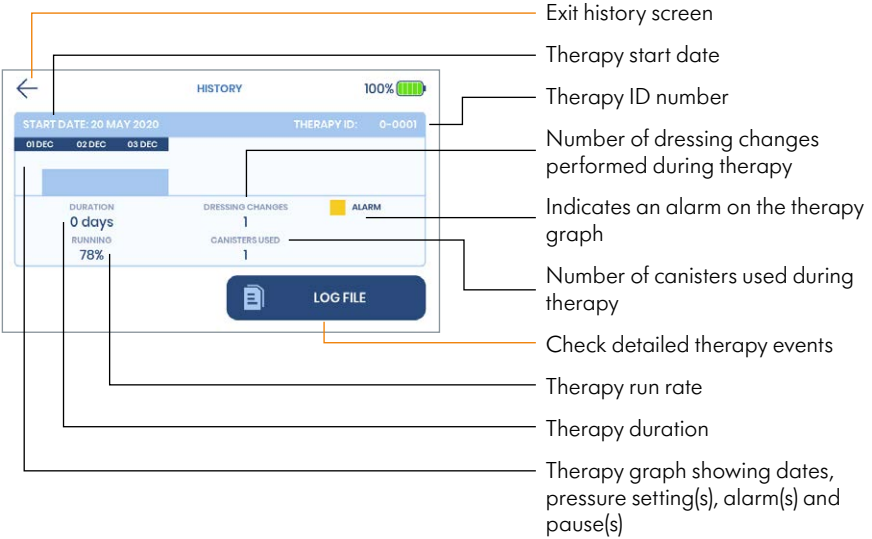 Exit history screen
Therapy start date
HISTORY
100%
Therapy ID number
START DATE: 20 MAY 2020
THERAPY ID: 0-0001
01 DEC 02 DEC 03 DEC
Number of dressing changes
performed during therapy
DURATION
0 days
DRESSING CHANGES
1
ALARM
Indicates an alarm on the therapy
graph
RUNNING
78%
CANISTERS USED
1
Number of canisters used during
therapy
LOG FILE
Check detailed therapy events
Therapy run rate
Therapy duration
Therapy graph showing dates,
pressure setting(s), alarm(s) and
pause(s)